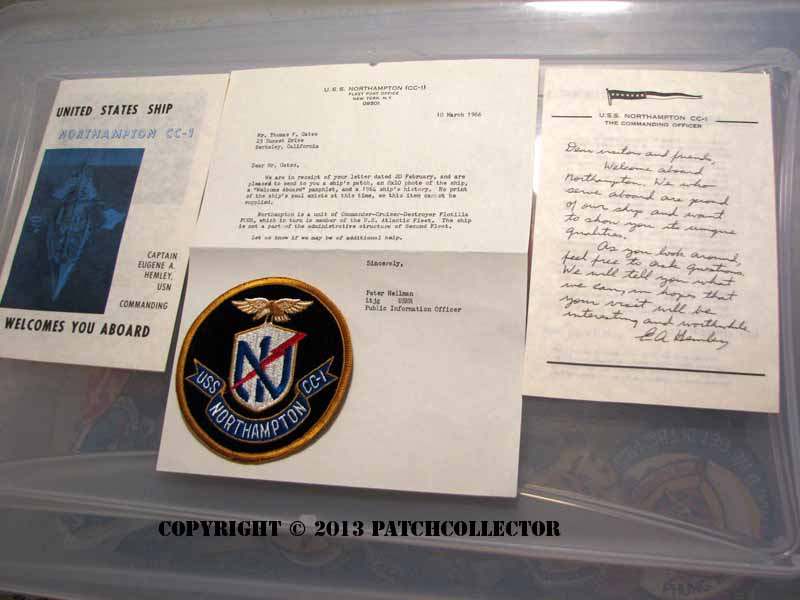 UNITED STATES SHIP
NORTHAMPTON CC-1
CAPTAIN
EUGENE A.
HEMLEY,
USN
COMMANDING
WELCOMES YOU ABOARD
U.S.S. NORTHAMPTON (CC-1)
FLEET POST OFFICE
NEW YORK, N.Y.
09501
10 March 1966
Mr. Thomas F. Gates
25 Sunset Drive
Berkeley, California
Dear Mr. Gates,
We are in receipt of your letter dated 20 February, and are
pleased to send to you a ship's patch, an 8x10 photo of the ship,
a "Welcome Aboard" pamphlet, and a 1964 ship's history. No print
of the ship's seal exists at this time, so this item cannot be
supplied.
Northampton is a unit of Commander-Cruiser-Destroyer Flotilla
FOUR, which in turn is member of the U.S. Atlantic Fleet. The ship
is not a part of the administrative structure of Second Fleet.
Let us know if we may be of additional help.
Sincerely,
Peter Hellman
Ltjg USNR
Public Information Officer
USS NORTHAMPTON CC-1
U.S.S. NORTHAMPTON CC-1
THE COMMANDING OFFICER
Dear visitors and friends,
Welcome aboard
Northampton. We who
serve aboard are proud
of our ship and want
to show you its unique
qualities.
As you look around,
feel free to ask questions.
We will tell you what
we can, in hopes that
your visit will be
interesting and worthwhile.
E A Hemley
COPYRIGHT © 2013 PATCHCOLLECTOR